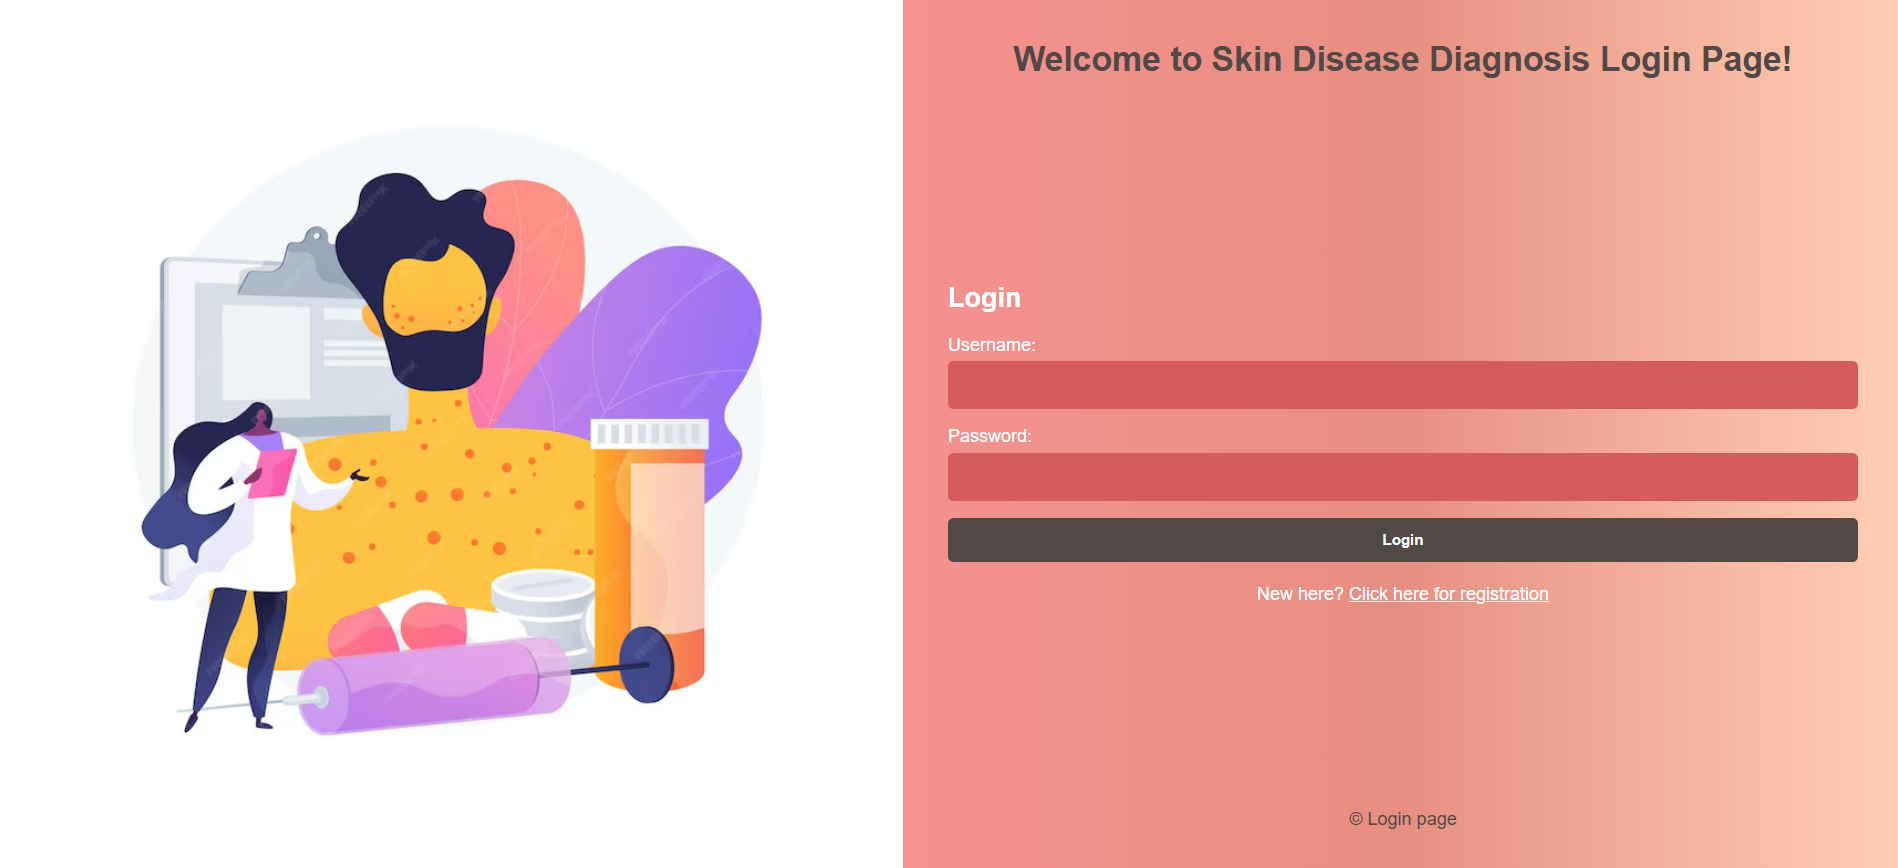 Welcome to Skin Disease Diagnosis Login Page!
Login
Username:
Password:
Login
New here? Click here for registration
© Login page